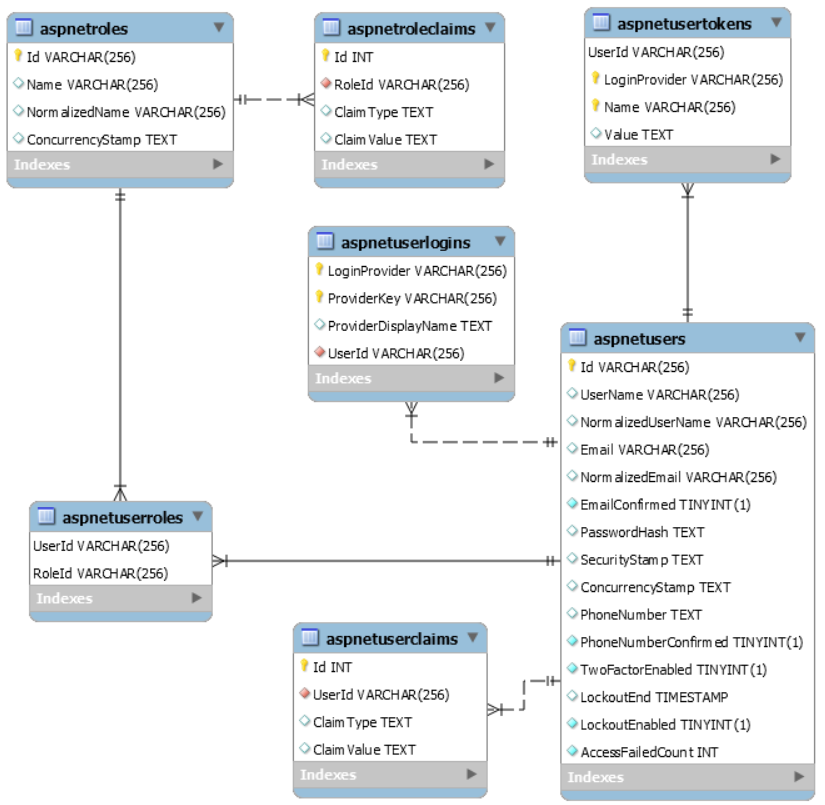 aspnetroles
Id VARCHAR(256)
Name VARCHAR(256)
NormalizedName VARCHAR(256)
ConcurrencyStamp TEXT
Indexes
aspnetroleclaims
Id INT
RoleId VARCHAR(256)
ClaimType TEXT
ClaimValue TEXT
Indexes
aspnetusertokens
UserId VARCHAR(256)
LoginProvider VARCHAR(256)
Name VARCHAR(256)
Value TEXT
Indexes
aspnetuserlogins
LoginProvider VARCHAR(256)
ProviderKey VARCHAR(256)
ProviderDisplayName TEXT
UserId VARCHAR(256)
Indexes
aspnetusers
Id VARCHAR(256)
UserName VARCHAR(256)
NormalizedUserName VARCHAR(256)
Email VARCHAR(256)
NormalizedEmail VARCHAR(256)
EmailConfirmed TINYINT(1)
PasswordHash TEXT
SecurityStamp TEXT
ConcurrencyStamp TEXT
PhoneNumber TEXT
PhoneNumberConfirmed TINYINT(1)
TwoFactorEnabled TINYINT(1)
LockoutEnd TIMESTAMP
LockoutEnabled TINYINT(1)
AccessFailedCount INT
Indexes
aspnetuserroles
UserId VARCHAR(256)
RoleId VARCHAR(256)
Indexes
aspnetuserclaims
Id INT
UserId VARCHAR(256)
ClaimType TEXT
ClaimValue TEXT
Indexes